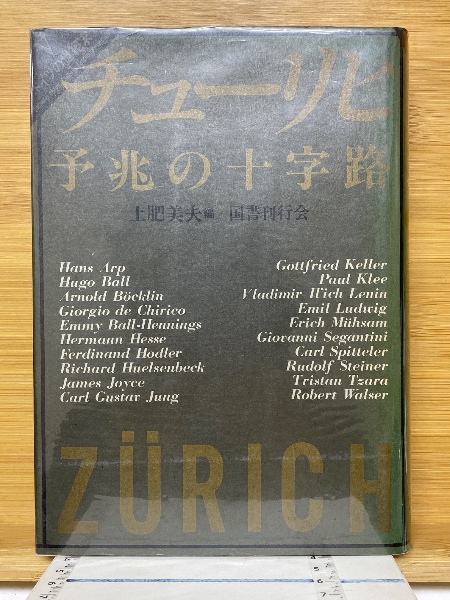 チューリヒ
予兆の十字路
土肥美夫 編 国書刊行会
Hans Arp
Hugo Ball
Arnold Böcklin
Giorgio de Chirico
Emmy Ball-Hennings
Hermann Hesse
Ferdinand Hodler
Richard Huelsenbeck
James Joyce
Carl Gustav Jung
Gottfried Keller
Paul Klee
Vladimir Il'ich Lenin
Emil Ludwig
Erich Mühsam
Giovanni Segantini
Carl Spitteler
Rudolf Steiner
Tristan Tzara
Robert Walser
ZÜRICH